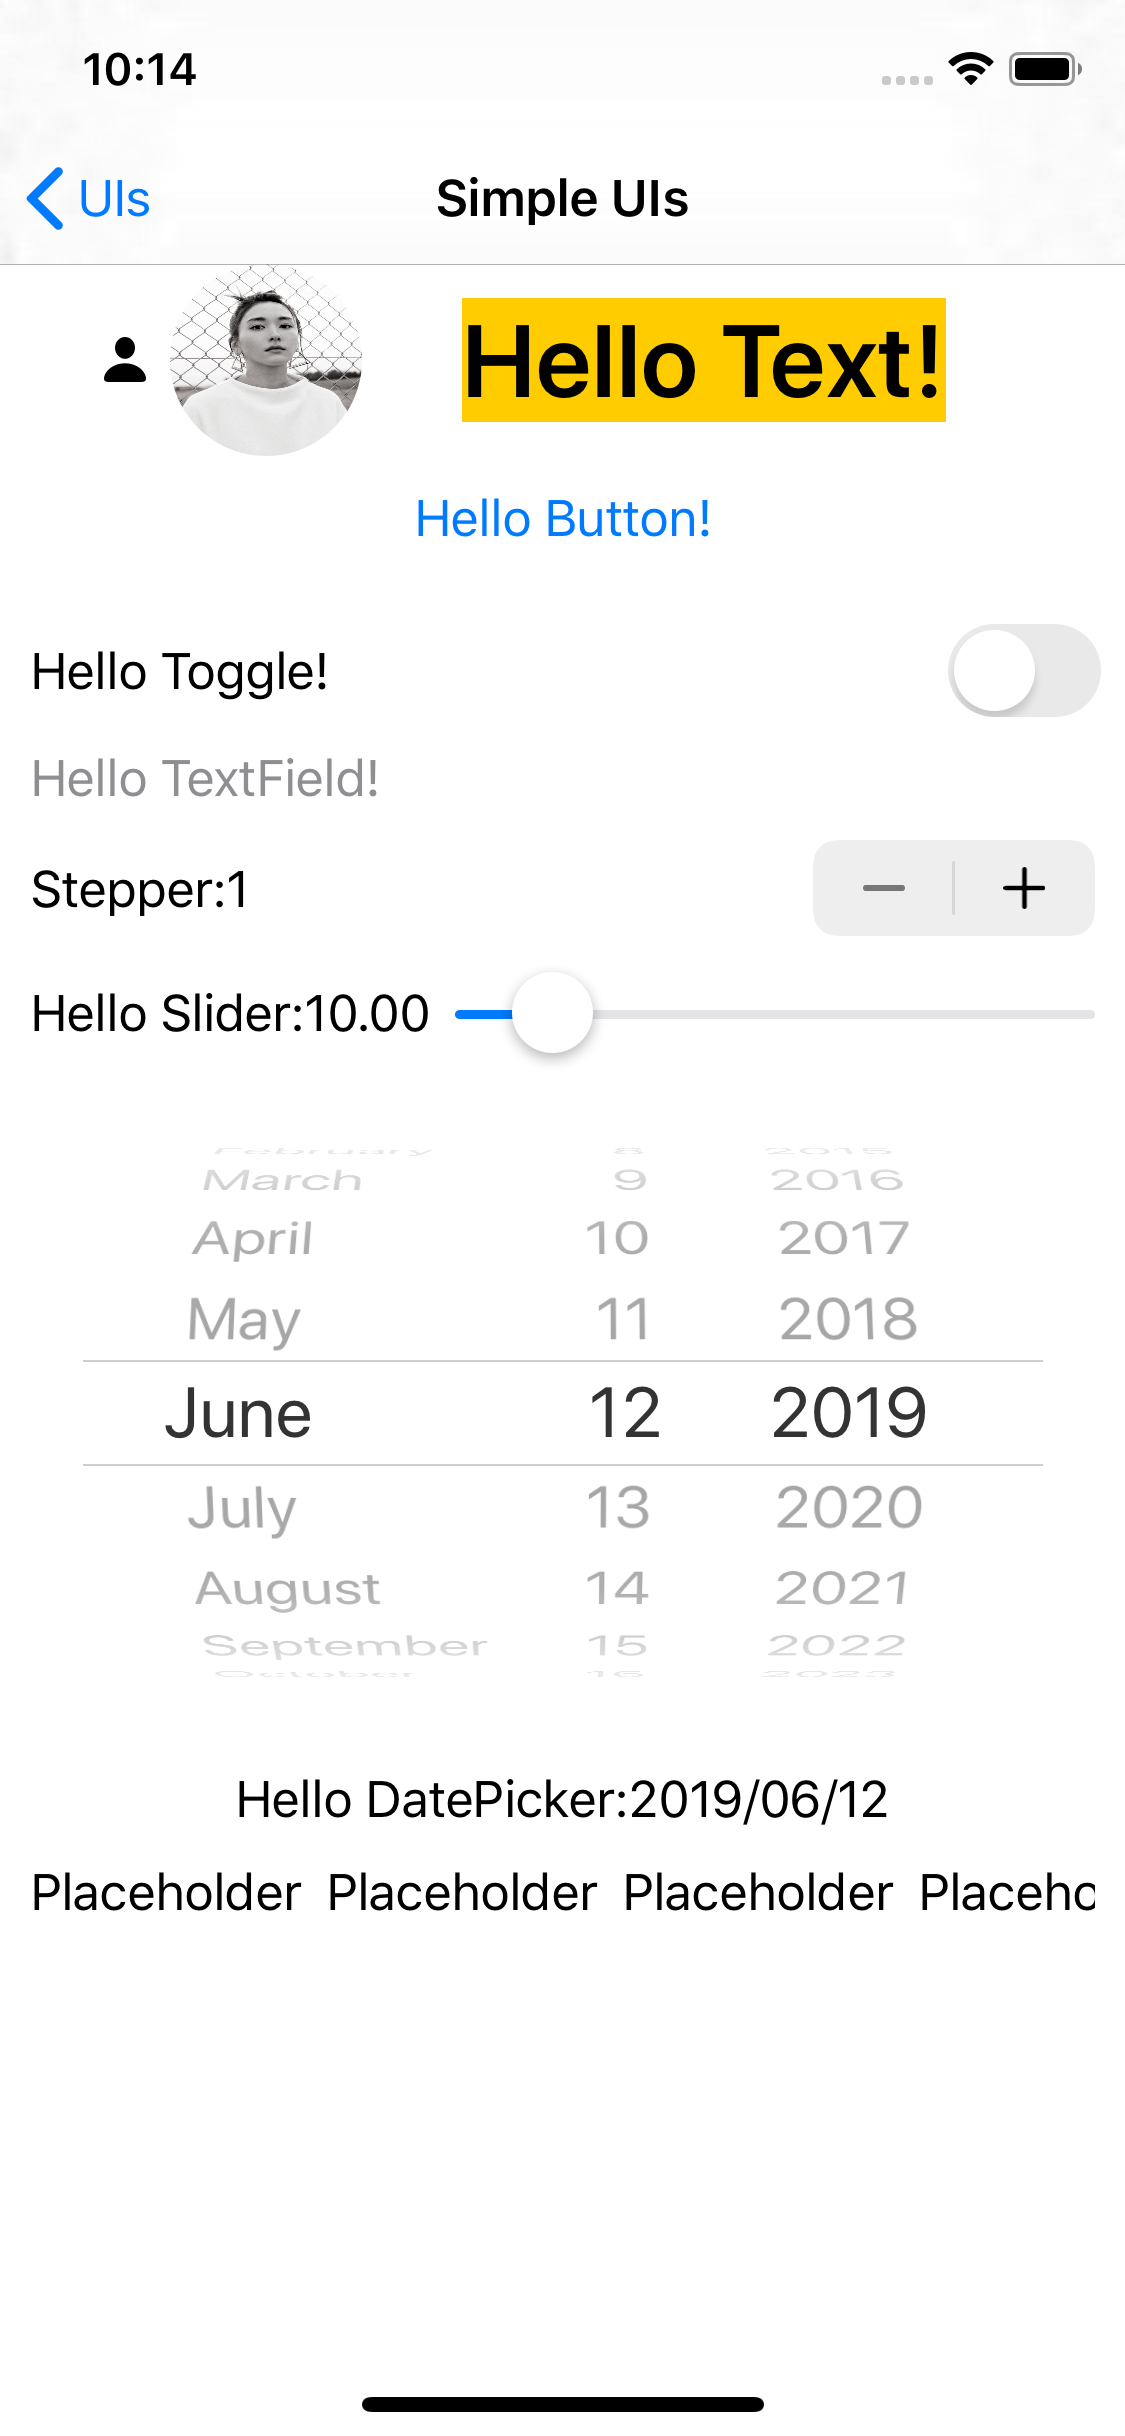 10:14
UIs
Simple UIs
Hello Text!
Hello Button!
Hello Toggle!
Hello TextField!
Stepper:1
Hello Slider:10.00
February 8 2015
March 9 2016
April 10 2017
May 11 2018
June 12 2019
July 13 2020
August 14 2021
September 15 2022
October 16 2023
Hello DatePicker:2019/06/12
Placeholder Placeholder Placeholder Placeho